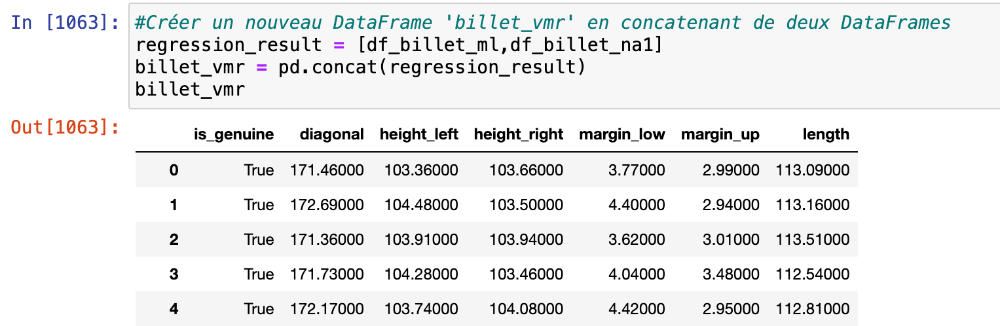 In [1063]: #Créer un nouveau DataFrame 'billet_vmr' en concatenant de deux DataFrames
regression_result = [df_billet_ml,df_billet_na1]
billet_vmr = pd.concat(regression_result)
billet_vmr
Out[1063]:
is_genuine diagonal height_left height_right margin_low margin_up length
0 True 171.46000 103.36000 103.66000 3.77000 2.99000 113.09000
1 True 172.69000 104.48000 103.50000 4.40000 2.94000 113.16000
2 True 171.36000 103.91000 103.94000 3.62000 3.01000 113.51000
3 True 171.73000 104.28000 103.46000 4.04000 3.48000 112.54000
4 True 172.17000 103.74000 104.08000 4.42000 2.95000 112.81000